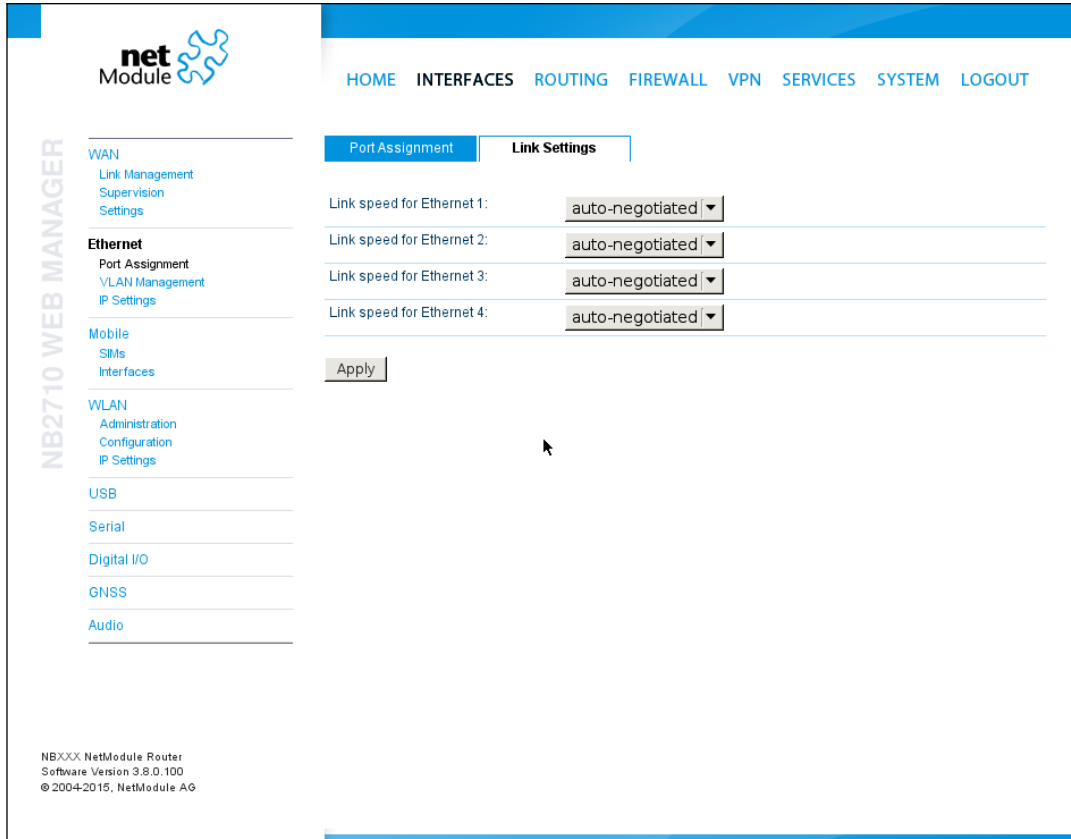 net
Module
HOME INTERFACES ROUTING FIREWALL VPN SERVICES SYSTEM LOGOUT
NB2710 WEB MANAGER
WAN
Link Management
Supervision
Settings
Ethernet
Port Assignment
VLAN Management
IP Settings
Mobile
SIMs
Interfaces
WLAN
Administration
Configuration
IP Settings
USB
Serial
Digital I/O
GNSS
Audio
Port Assignment Link Settings
Link speed for Ethernet 1: auto-negotiated
Link speed for Ethernet 2: auto-negotiated
Link speed for Ethernet 3: auto-negotiated
Link speed for Ethernet 4: auto-negotiated
Apply
NBXXX NetModule Router
Software Version 3.8.0.100
© 2004-2015, NetModule AG